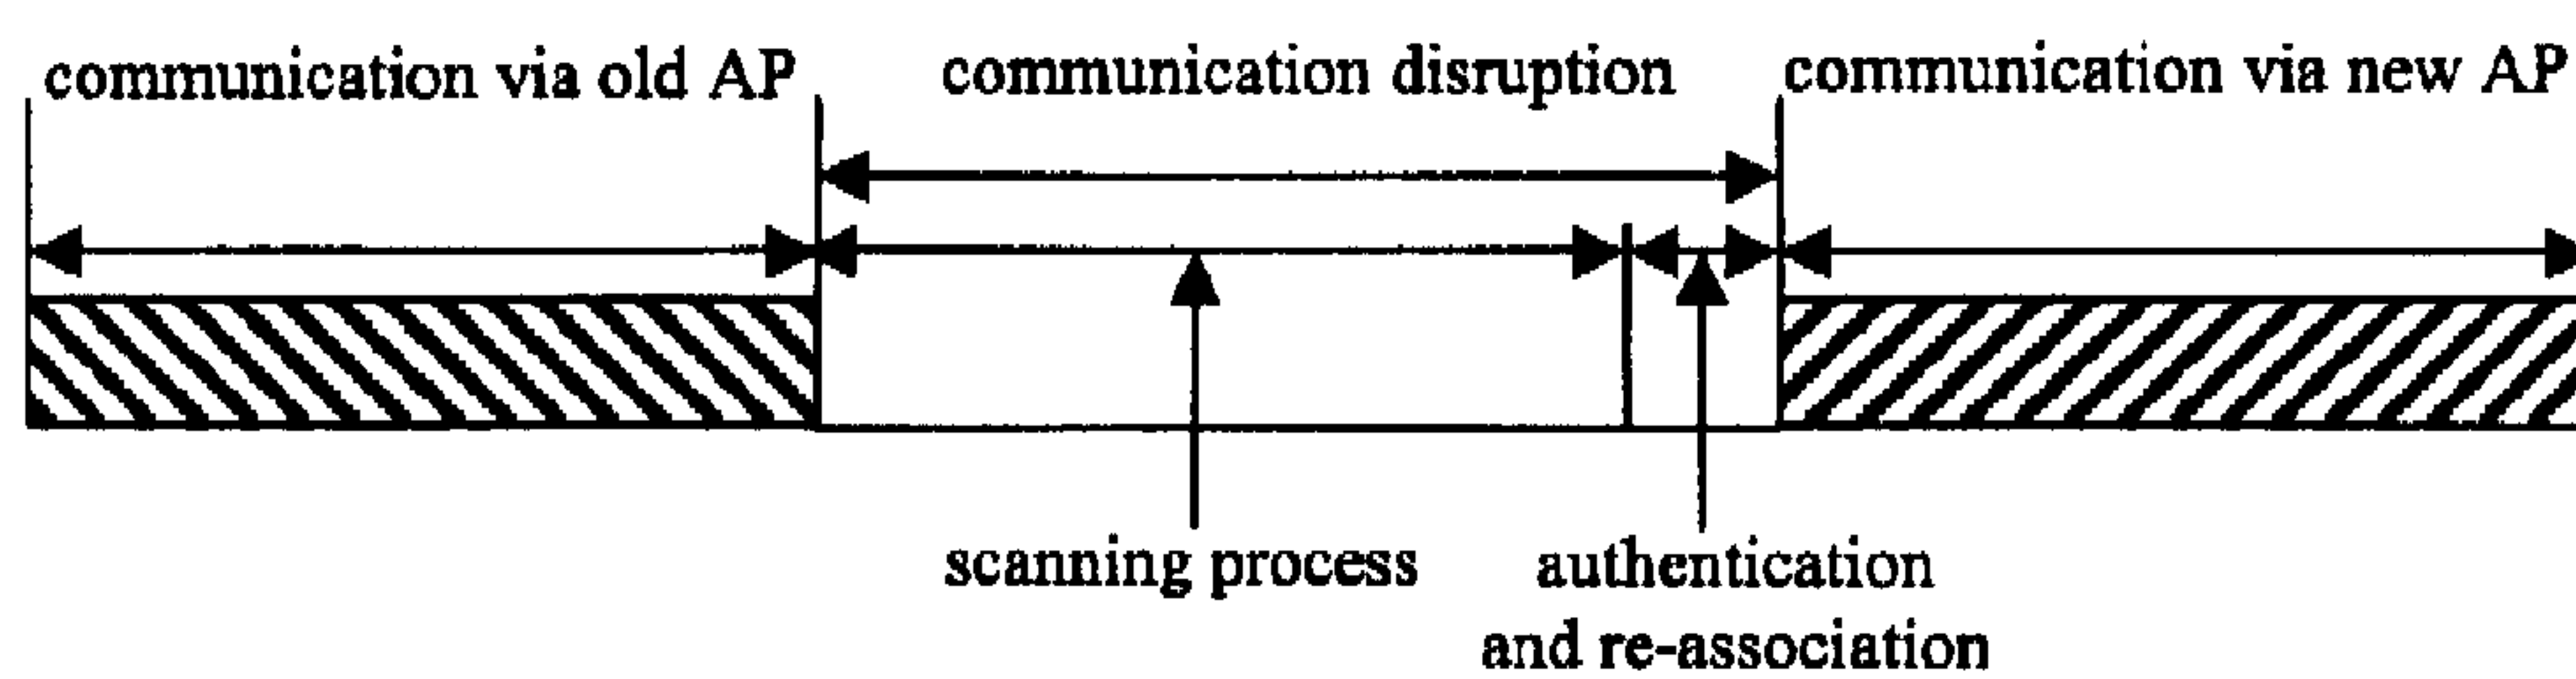 communication via old AP
communication disruption
communication via new AP
scanning process
authentication
and re-association